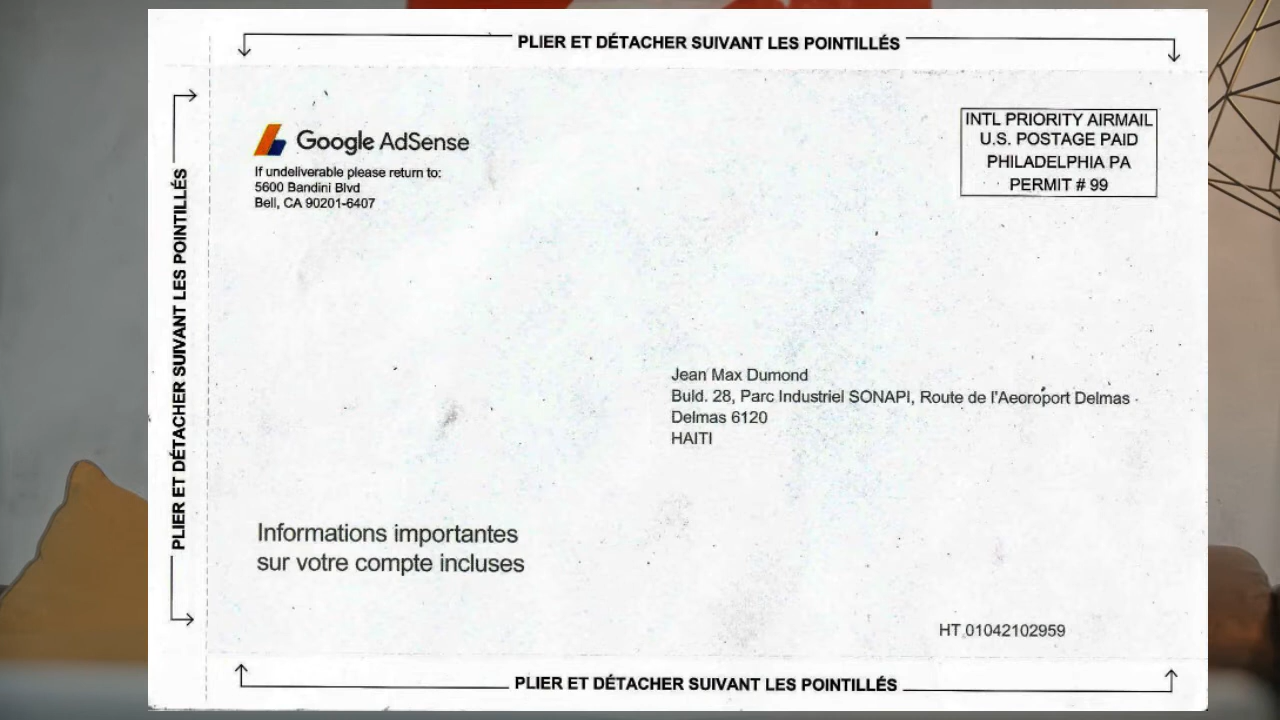 PLIER ET DÉTACHER SUIVANT LES POINTILLÉS
PLIER ET DÉTACHER SUIVANT LES POINTILLÉS
Google AdSense
If undeliverable please return to:
5600 Bandini Blvd
Bell, CA 90201-6407
INTL PRIORITY AIRMAIL
U.S. POSTAGE PAID
PHILADELPHIA PA
PERMIT # 99
Jean Max Dumond
Buld. 28, Parc Industriel SONAPI, Route de l'Aeoroport Delmas
Delmas 6120
HAITI
Informations importantes
sur votre compte incluses
HT 01042102959
PLIER ET DÉTACHER SUIVANT LES POINTILLÉS